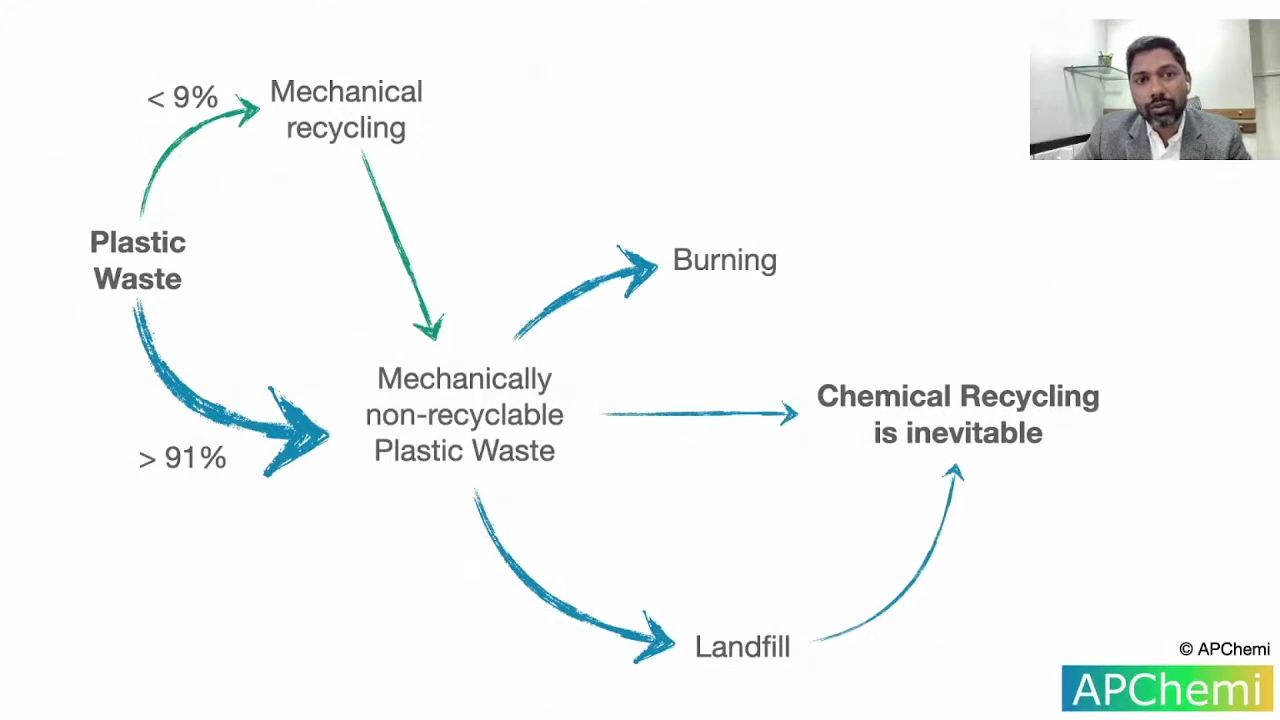 < 9%
Mechanical
recycling
Plastic
Waste
Burning
Mechanically
non-recyclable
Plastic Waste
Chemical Recycling
is inevitable
> 91%
Landfill
© APChemi
APChemi